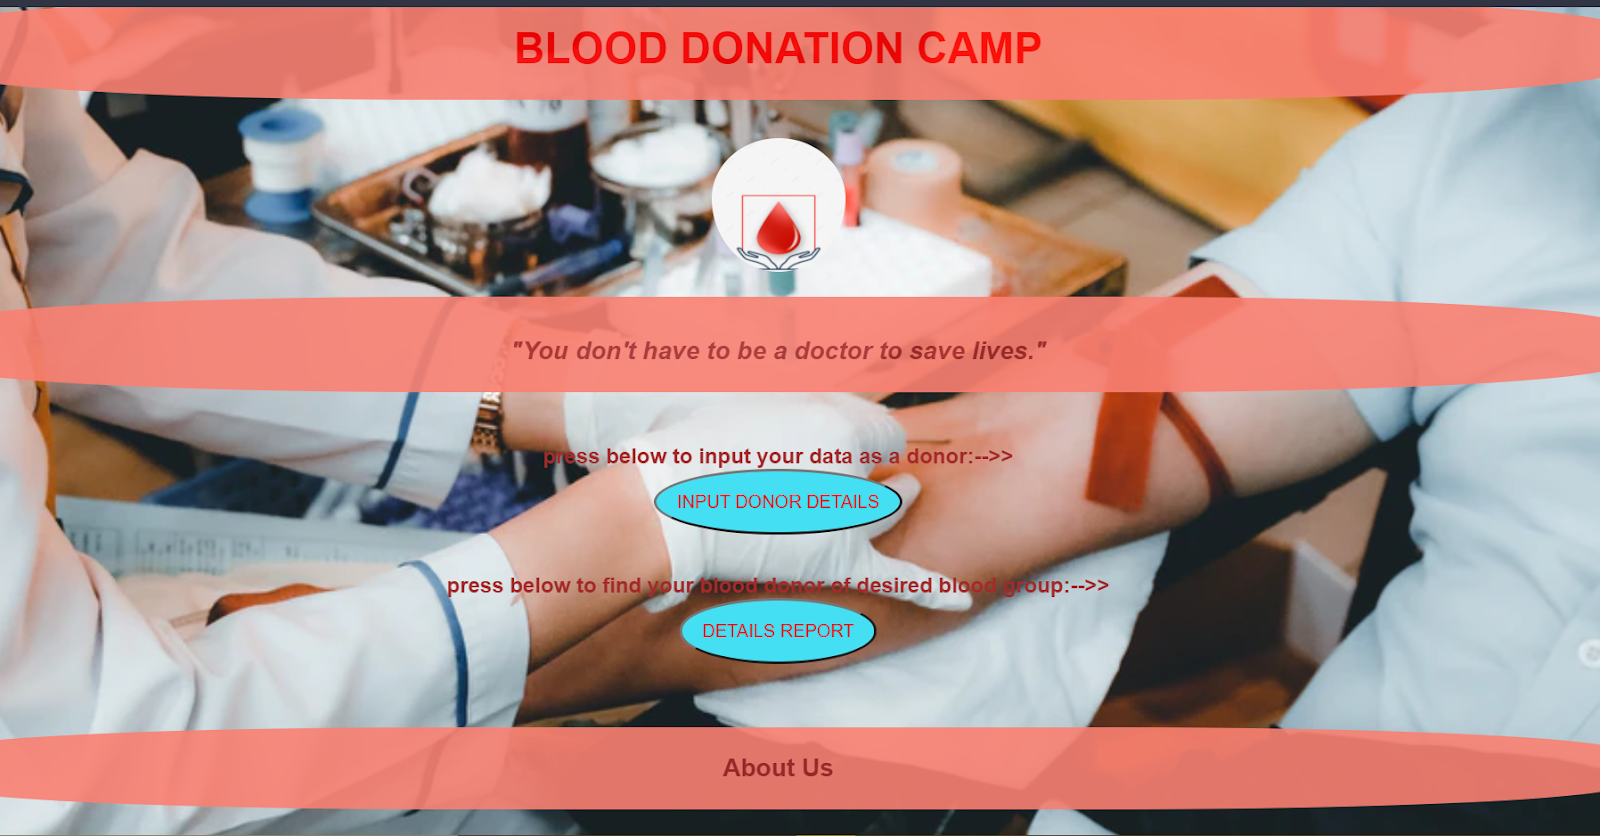 BLOOD DONATION CAMP
"You don't have to be a doctor to save lives."
press below to input your data as a donor:-->>
INPUT DONOR DETAILS
press below to find your blood donor of desired blood group:-->>
DETAILS REPORT
About Us